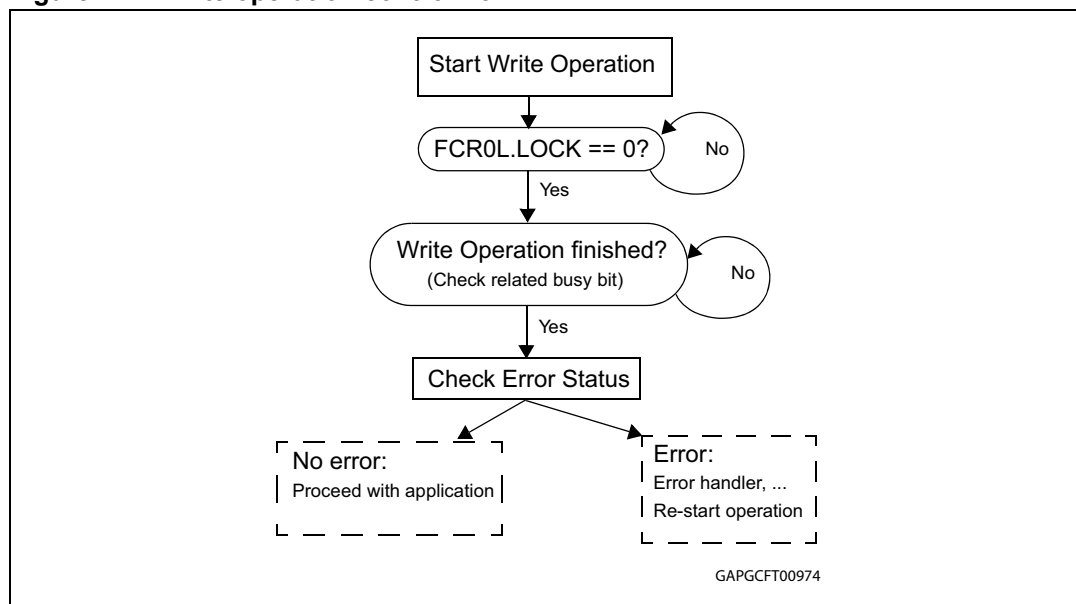 Start Write Operation
FCR0L.LOCK == 0?
No
Yes
Write Operation finished?
(Check related busy bit)
No
Yes
Check Error Status
No error:
Proceed with application
Error:
Error handler, ...
Re-start operation
GAPGCFT00974